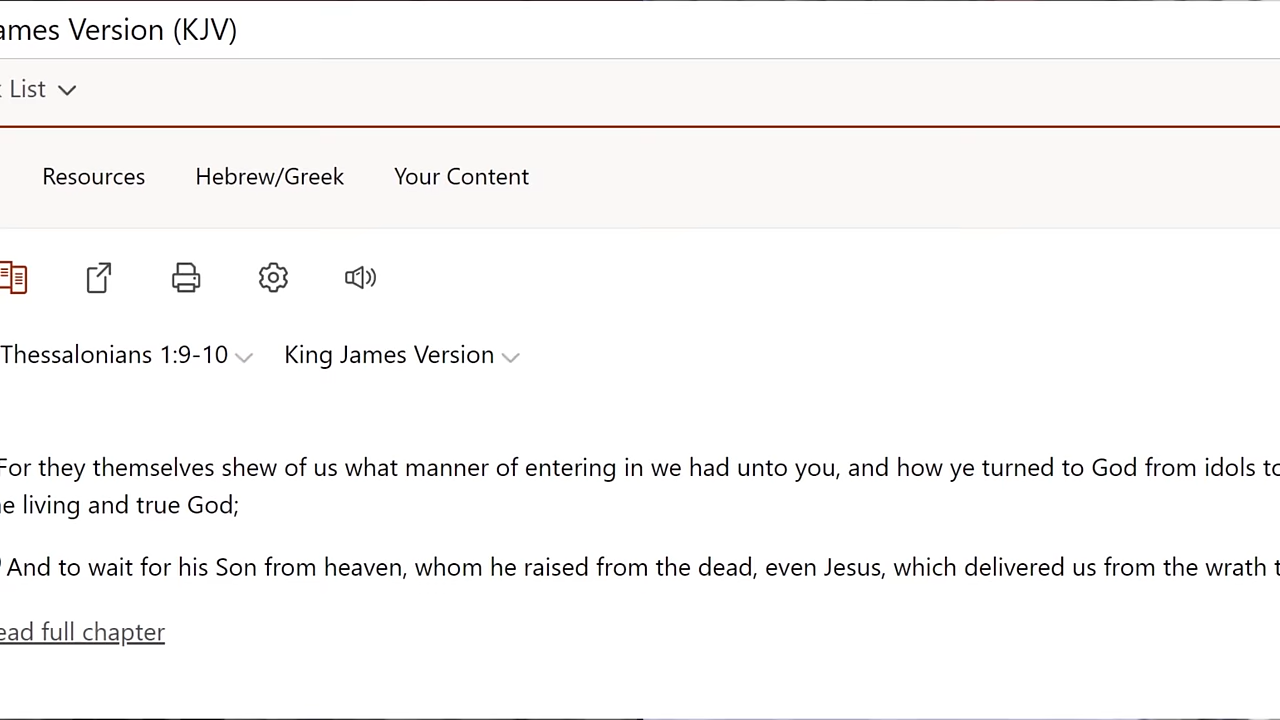 ames Version (KJV)
List
Resources Hebrew/Greek Your Content
Thessalonians 1:9-10 King James Version
For they themselves shew of us what manner of entering in we had unto you, and how ye turned to God from idols to
e living and true God;
And to wait for his Son from heaven, whom he raised from the dead, even Jesus, which delivered us from the wrath t
ead full chapter